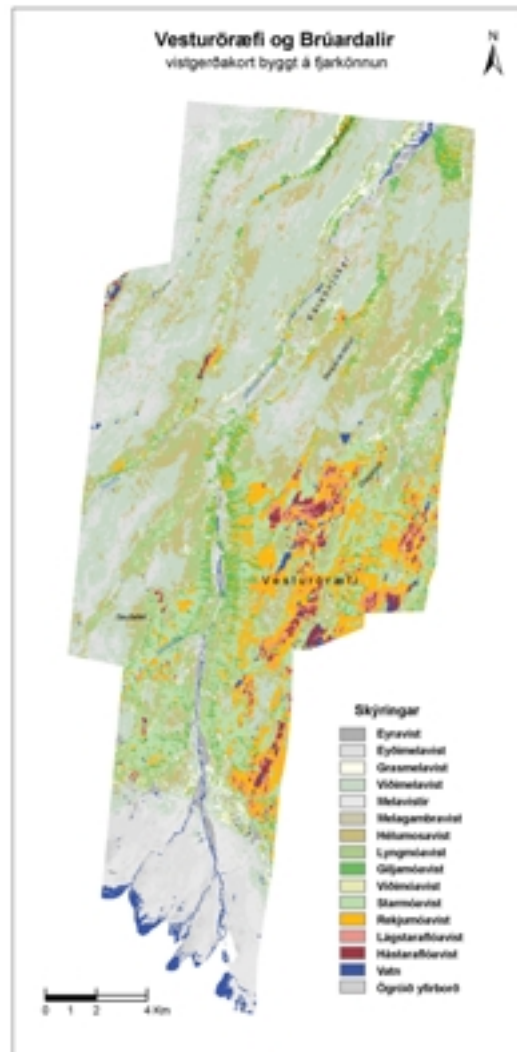 Vesturöræfi og Brúardalir
vistgerðakort byggt á fjarkönnun
N
Vesturöræfi
Skýringar
Eyravist
Eyðimelavist
Grasmelavist
Víðimelavist
Melavistir
Melagambravist
Hélumosavist
Lyngmóavist
Giljamóavist
Víðimóavist
Starmóavist
Rekjumóavist
Lágstaraflóavist
Hástaraflóavist
Vatn
Ógróið yfirborð
0 1 2 4 Km